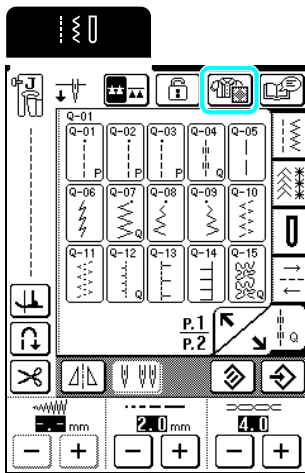 J
Q-01
Q-01 Q-02 Q-03 Q-04 Q-05
P P P Q
Q-06 Q-07 Q-08 Q-09 Q-10
Q Q
Q-11 Q-12 Q-13 Q-14 Q-15
Q Q
P.1
P.2
Q
-.- mm 2.0 mm 4.0
- + - + - +